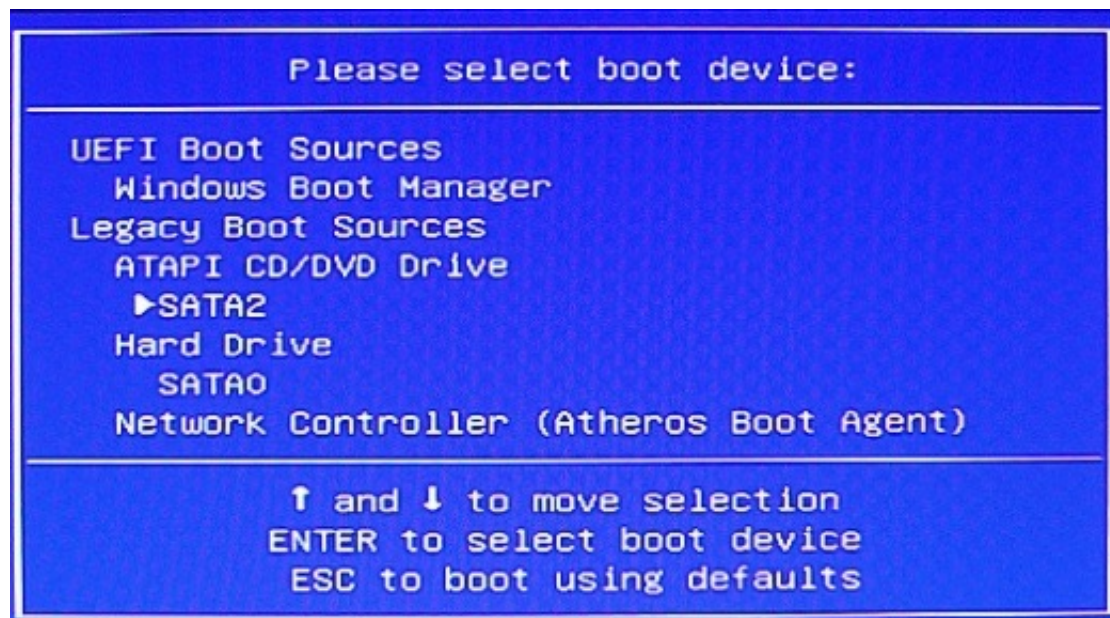 Please select boot device:
UEFI Boot Sources
Windows Boot Manager
Legacy Boot Sources
ATAPI CD/DVD Drive
▶SATA2
Hard Drive
SATA0
Network Controller (Atheros Boot Agent)
↑ and ↓ to move selection
ENTER to select boot device
ESC to boot using defaults